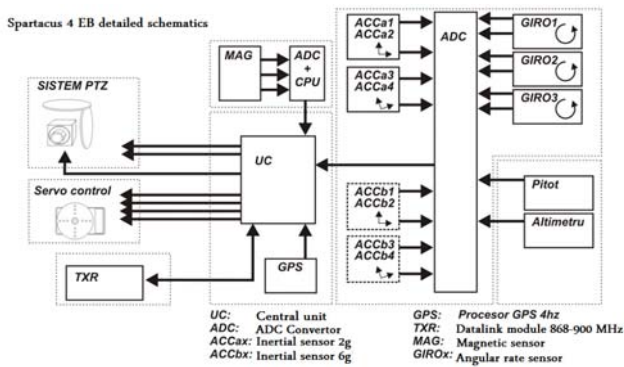 Spartacus 4 EB detailed schematics
SISTEM PTZ
Servo control
TXR
MAG
ADC
+
CPU
UC
GPS
ACCa1
ACCa2
ACCa3
ACCa4
ACCb1
ACCb2
ACCb3
ACCb4
ADC
GIRO1
GIRO2
GIRO3
Pitot
Altimetru
UC: Central unit
ADC: ADC Convertor
ACCax: Inertial sensor 2g
ACCbx: Inertial sensor 6g
GPS: Procesor GPS 4hz
TXR: Datalink module 868-900 MHz
MAG: Magnetic sensor
GIROx: Angular rate sensor